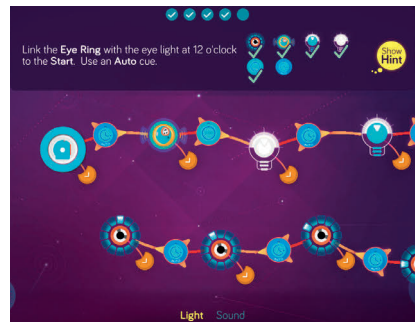 Link the Eye Ring with the eye light at 12 o'clock
to the Start. Use an Auto cue.
Show
Hint
Light Sound